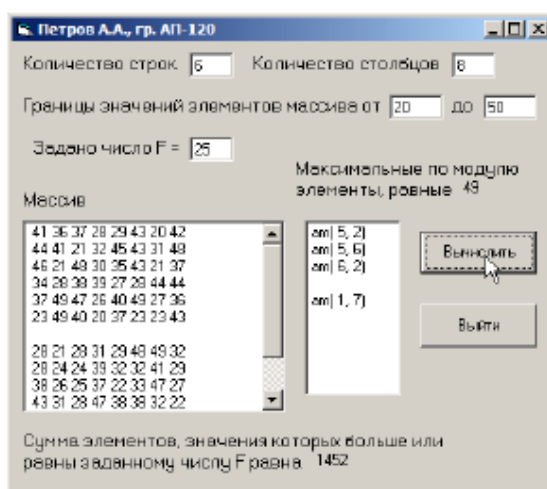 Петров А.А., гр. АП-120
Количество строк 6 Количество столбцов 8
Границы значений элементов массива от 20 до 50
Задано число F = 25
Максимальные по модулю
элементы, равные 49
Массив
41 36 37 28 29 43 20 42
44 41 21 32 45 43 31 48
46 21 48 30 35 43 21 37
34 28 38 39 27 28 44 44
37 49 47 26 40 49 27 36
23 49 40 20 37 23 23 43
28 21 28 31 29 48 49 32
28 24 24 39 32 32 41 29
38 26 25 37 22 33 47 27
43 31 28 47 38 38 32 22
am( 5, 2)
am( 5, 6)
am( 6, 2)
am( 1, 7)
Вычислить
Выйти
Сумма элементов, значения которых больше или
равны заданному числу F равна 1452